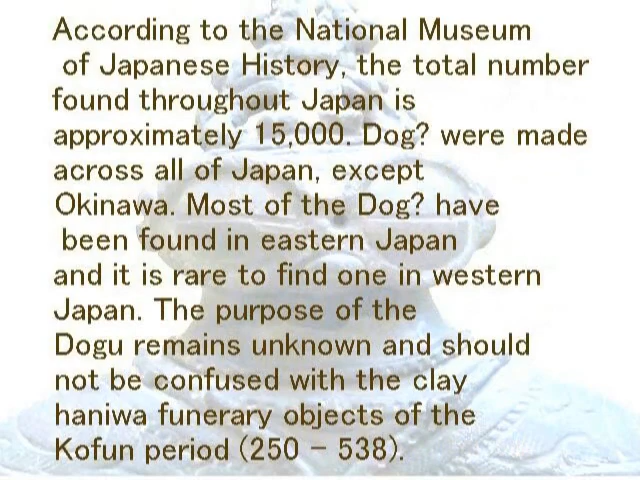 According to the National Museum
of Japanese History, the total number
found throughout Japan is
approximately 15,000. Dog? were made
across all of Japan, except
Okinawa. Most of the Dog? have
been found in eastern Japan
and it is rare to find one in western
Japan. The purpose of the
Dogu remains unknown and should
not be confused with the clay
haniwa funerary objects of the
Kofun period (250 - 538).